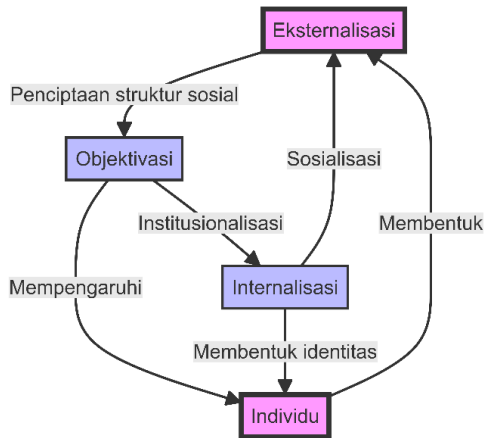 Eksternalisasi
Penciptaan struktur sosial
Objektivasi
Sosialisasi
Institusionalisasi
Membentuk
Mempengaruhi
Internalisasi
Membentuk identitas
Individu